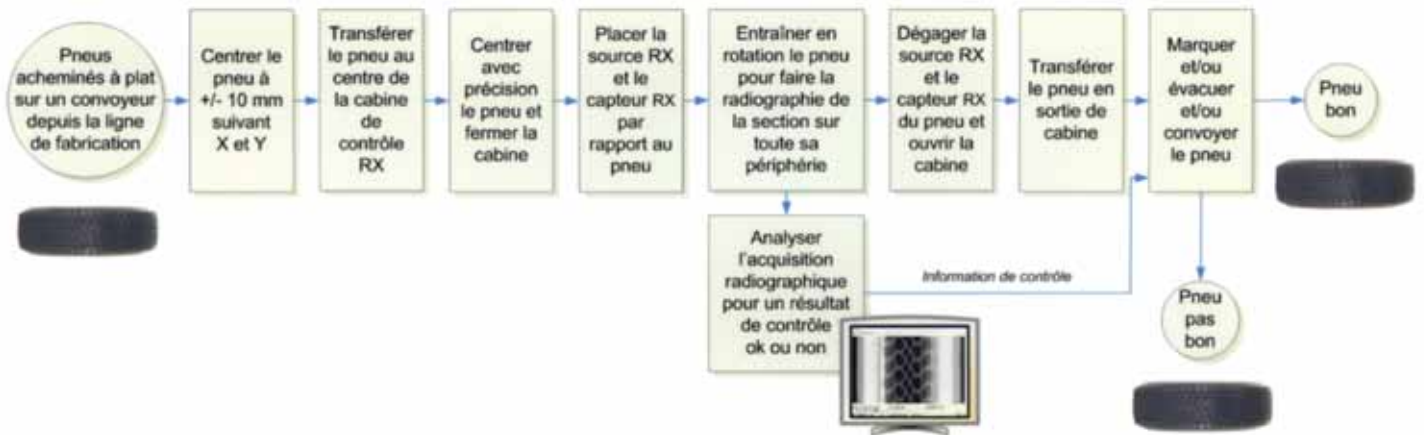 Pneus
acheminés à plat
sur un convoyeur
depuis la ligne
de fabrication
Centrer le
pneu à
+/- 10 mm
suivant
X et Y
Transférer
le pneu au
centre de
la cabine
de
contrôle
RX
Centrer
avec
précision
le pneu et
fermer la
cabine
Placer la
source RX
et le
capteur RX
par
rapport au
pneu
Entraîner en
rotation le pneu
pour faire la
radiographie de
la section sur
toute sa
périphérie
Dégager la
source RX
et le
capteur RX
du pneu et
ouvrir la
cabine
Transférer
le pneu en
sortie de
cabine
Marquer
et/ou
évacuer
et/ou
convoyer
le pneu
Pneu
bon
Analyser
l'acquisition
radiographique
pour un résultat
de contrôle
ok ou non
Information de contrôle
Pneu
pas
bon